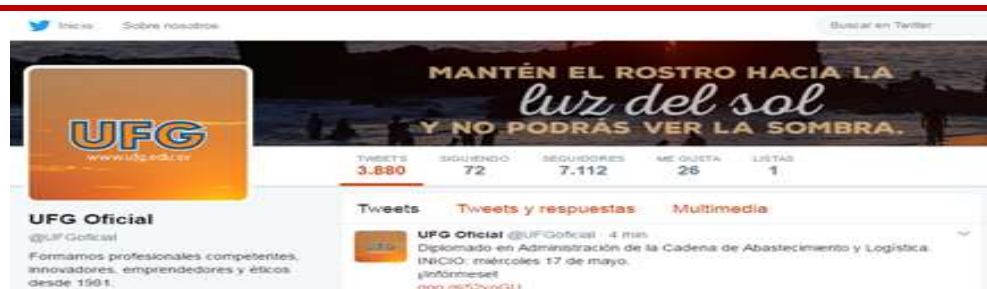 Inicio Sobre nosotros Buscar en Twitter
MANTÉN EL ROSTRO HACIA LA
luz del sol
Y NO PODRÁS VER LA SOMBRA.
UFG
www.ufg.edu.sv
TWEETS SIGUIENDO SEGUIDORES ME GUSTA LISTAS
3.880 72 7.112 26 1
UFG Oficial
@UFGoficial
Formamos profesionales competentes,
innovadores, emprendedores y éticos
desde 1981.
Tweets Tweets y respuestas Multimedia
UFG
UFG Oficial @UFGoficial · 4 min
Diplomado en Administración de la Cadena de Abastecimiento y Logística.
INICIO: miércoles 17 de mayo.